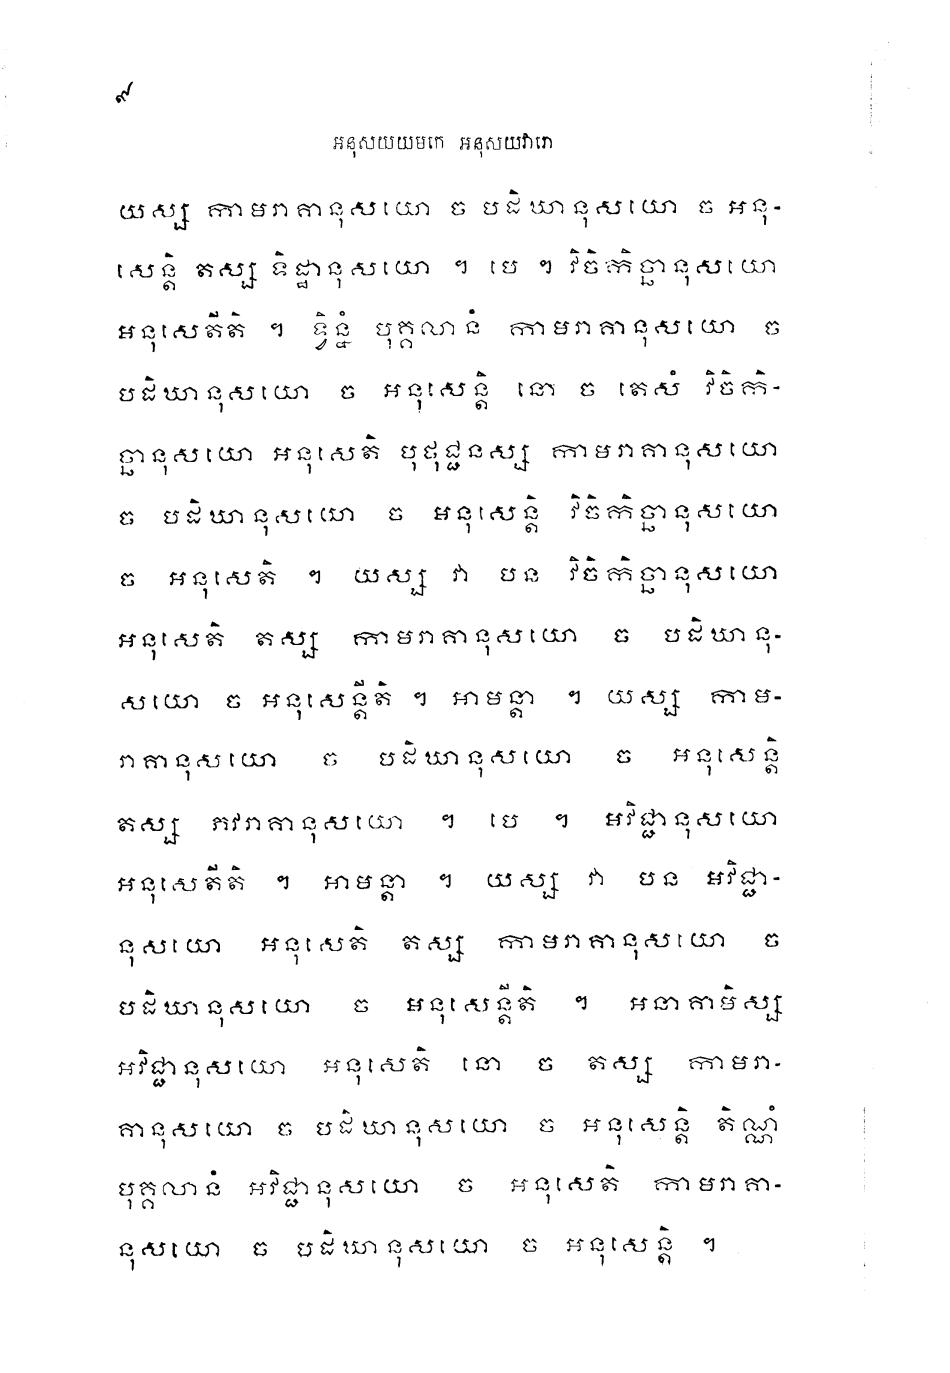 ៩
អនុសយយមកេ អនុសយវារោ
យស្ស កាមរាគានុសយោ ច បដិឃានុសយោ ច អនុ-
សេន្តិ តស្ស ទិដ្ឋានុសយោ ។ បេ ។ វិចិកិច្ឆានុសយោ
អនុសេតីតិ ។ ទ្វិន្នំ បុគ្គលានំ កាមរាគានុសយោ ច
បដិឃានុសយោ ច អនុសេន្តិ នោ ច តេសំ វិចិកិ-
ច្ឆានុសយោ អនុសេតិ បុថុជ្ជនស្ស កាមរាគានុសយោ
ច បដិឃានុសយោ ច អនុសេន្តិ វិចិកិច្ឆានុសយោ
ច អនុសេតិ ។ យស្ស វា បន វិចិកិច្ឆានុសយោ
អនុសេតិ តស្ស កាមរាគានុសយោ ច បដិឃានុ-
សយោ ច អនុសេន្តីតិ ។ អាមន្តា ។ យស្ស កាម-
រាគានុសយោ ច បដិឃានុសយោ ច អនុសេន្តិ
តស្ស ភវរាគានុសយោ ។ បេ ។ អវិជ្ជានុសយោ
អនុសេតីតិ ។ អាមន្តា ។ យស្ស វា បន អវិជ្ជា-
នុសយោ អនុសេតិ តស្ស កាមរាគានុសយោ ច
បដិឃានុសយោ ច អនុសេន្តីតិ ។ អនាគាមិស្ស
អវិជ្ជានុសយោ អនុសេតិ នោ ច តស្ស កាមរា-
គានុសយោ ច បដិឃានុសយោ ច អនុសេន្តិ តិណ្ណំ
បុគ្គលានំ អវិជ្ជានុសយោ ច អនុសេតិ កាមរាគា-
នុសយោ ច បដិឃានុសយោ ច អនុសេន្តិ ។